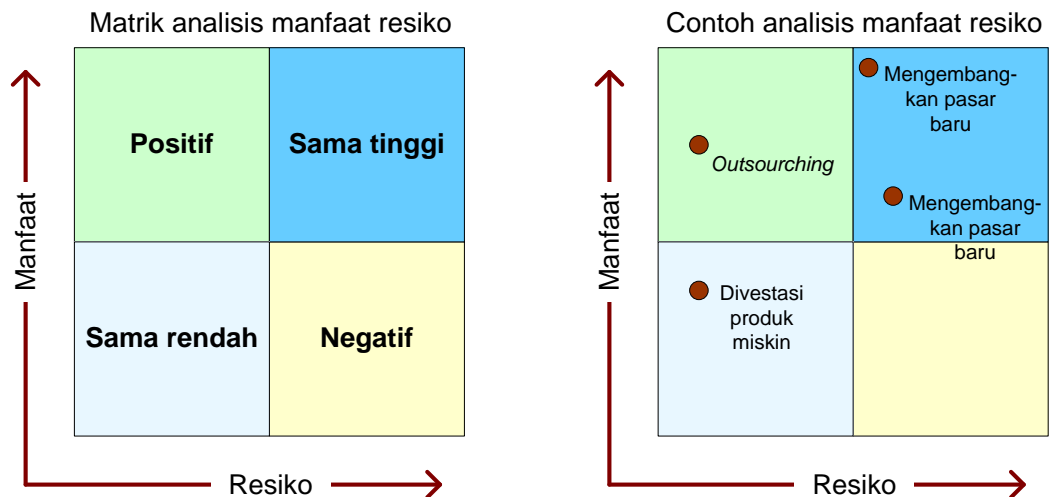 Matrik analisis manfaat resiko
Positif
Sama tinggi
Sama rendah
Negatif
Manfaat
Resiko
Contoh analisis manfaat resiko
Mengembang-
kan pasar
baru
Outsourching
Mengembang-
kan pasar
baru
Divestasi
produk
miskin
Manfaat
Resiko